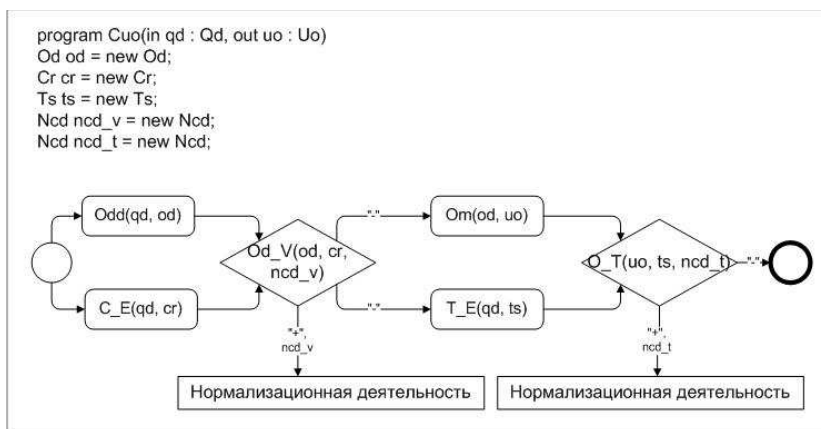 program Cuo(in qd : Qd, out uo : Uo)
Od od = new Od;
Cr cr = new Cr;
Ts ts = new Ts;
Ncd ncd_v = new Ncd;
Ncd ncd_t = new Ncd;
Odd(qd, od)
"-"
Om(od, uo)
Od_V(od, cr,
ncd_v)
O_T(uo, ts, ncd_t)
"-"
C_E(qd, cr)
"-"
T_E(qd, ts)
"+",
ncd_v
"+",
ncd_t
Нормализационная деятельность
Нормализационная деятельность